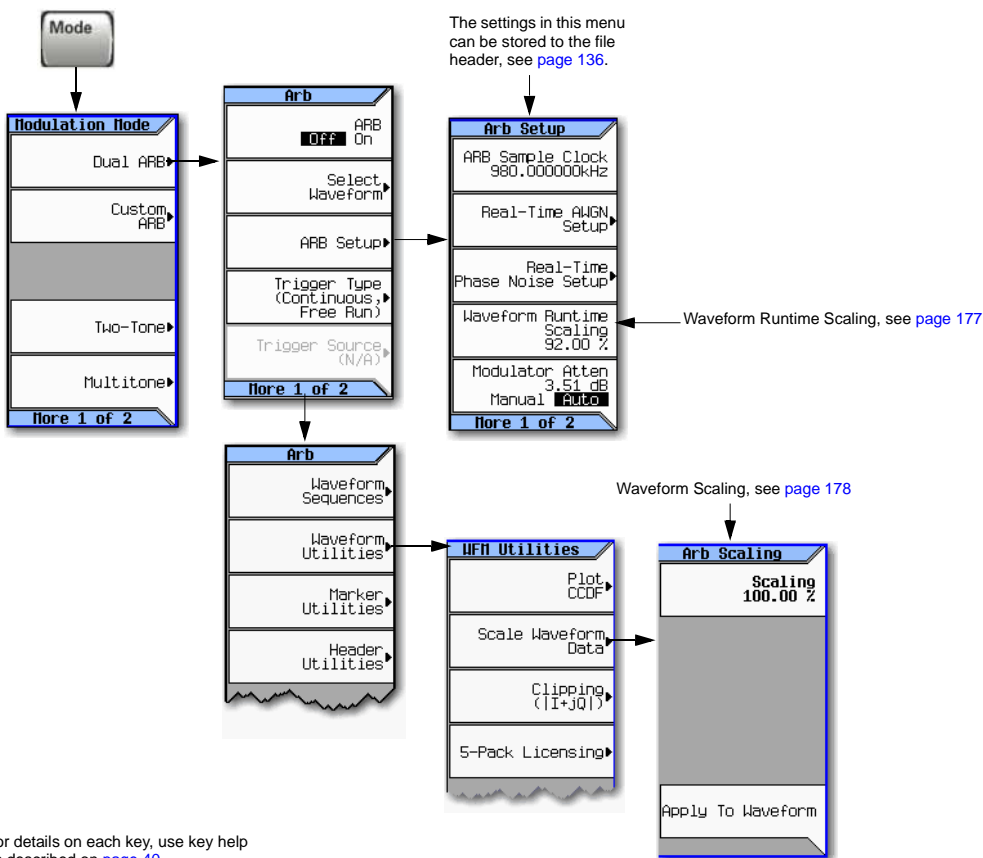 Mode
The settings in this menu
can be stored to the file
header, see page 136.
Modulation Mode
Dual ARB
Custom
ARB
Two-Tone
Multitone
More 1 of 2
Arb
ARB
Off On
Select
Waveform
ARB Setup
Trigger Type
(Continuous,
Free Run)
Trigger Source
(N/A)
More 1 of 2
Arb Setup
ARB Sample Clock
980.000000kHz
Real-Time AWGN
Setup
Real-Time
Phase Noise Setup
Waveform Runtime
Scaling
92.00 %
Modulator Atten
3.51 dB
Manual Auto
More 1 of 2
Waveform Runtime Scaling, see page 177
Arb
Waveform
Sequences
Waveform
Utilities
Marker
Utilities
Header
Utilities
WFM Utilities
Plot
CCDF
Scale Waveform
Data
Clipping
(|I+jQ|)
5-Pack Licensing
Waveform Scaling, see page 178
Arb Scaling
Scaling
100.00 %
Apply To Waveform
or details on each key, use key help
described on page 40